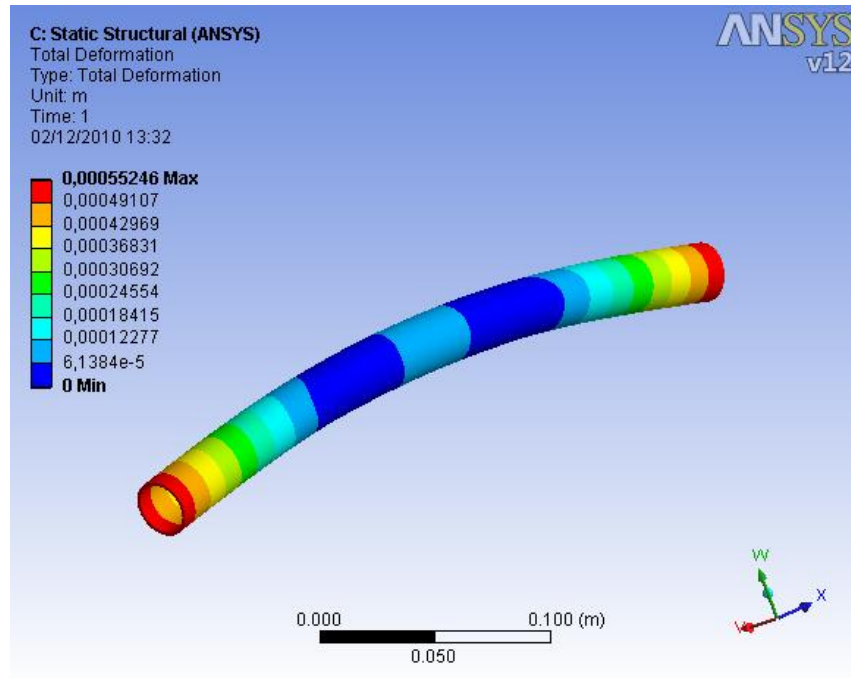 C: Static Structural (ANSYS)
Total Deformation
Type: Total Deformation
Unit: m
Time: 1
02/12/2010 13:32
ANSYS
v12
0,00055246 Max
0,00049107
0,00042969
0,00036831
0,00030692
0,00024554
0,00018415
0,00012277
6,1384e-5
0 Min
0.000
0.100 (m)
0.050
W
X
V